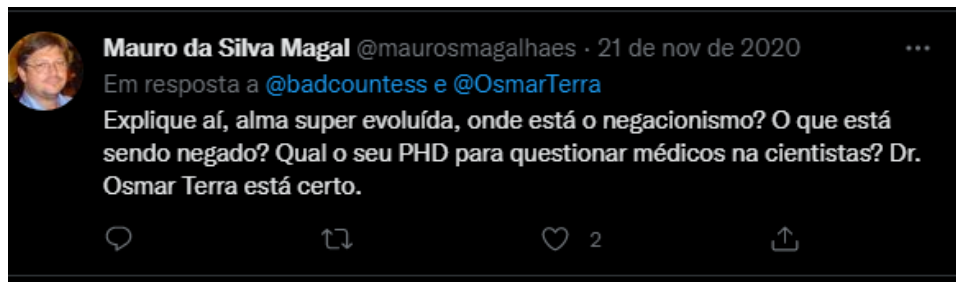 Mauro da Silva Magal @maurosmagalhaes · 21 de nov de 2020
Em resposta a @badcountess e @OsmarTerra
Explique aí, alma super evoluída, onde está o negacionismo? O que está
sendo negado? Qual o seu PHD para questionar médicos na cientistas? Dr.
Osmar Terra está certo.
2